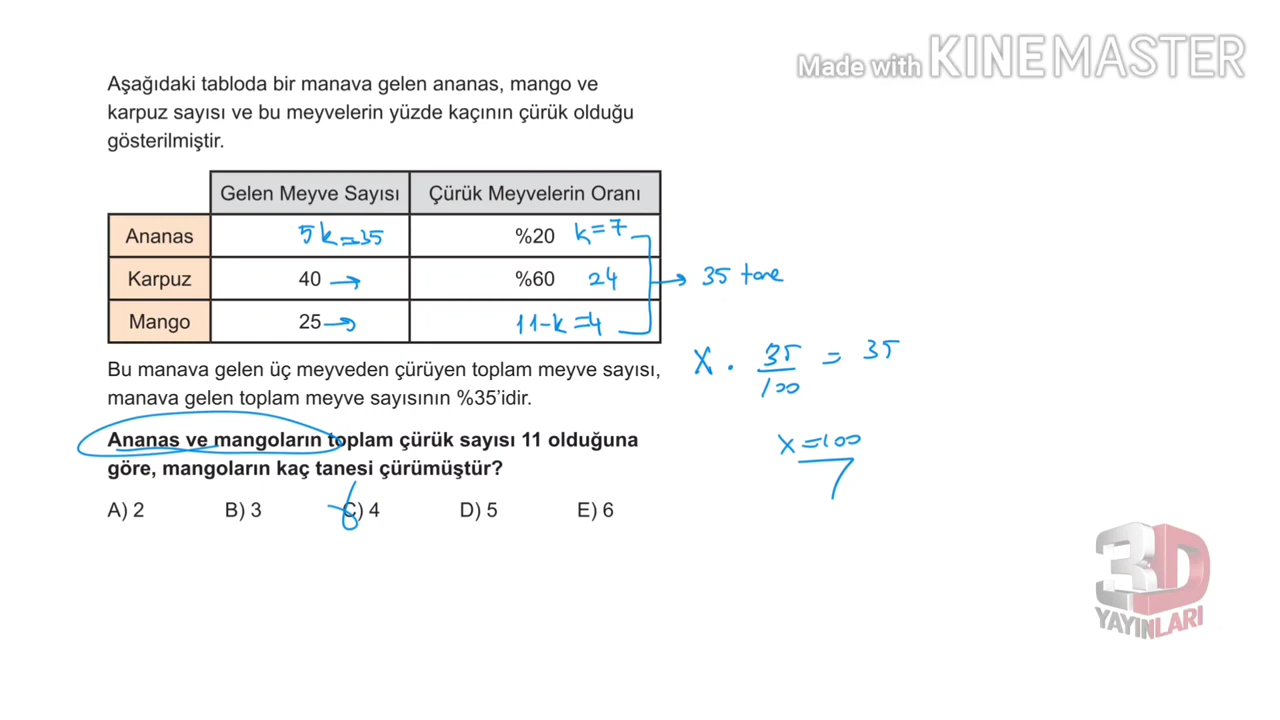 Made with KINEMASTER
Aşağıdaki tabloda bir manava gelen ananas, mango ve
karpuz sayısı ve bu meyvelerin yüzde kaçının çürük olduğu
gösterilmiştir.
Gelen Meyve Sayısı Çürük Meyvelerin Oranı
Ananas 5k=35 %20 k=7
Karpuz 40 → %60 24 → 35 tane
Mango 25 → 11-k=4
Bu manava gelen üç meyveden çürüyen toplam meyve sayısı,
manava gelen toplam meyve sayısının %35'idir.
x . 35/100 = 35
x=100
Ananas ve mangoların toplam çürük sayısı 11 olduğuna
göre, mangoların kaç tanesi çürümüştür?
A) 2 B) 3 C) 4 D) 5 E) 6
3D
YAYINLARI